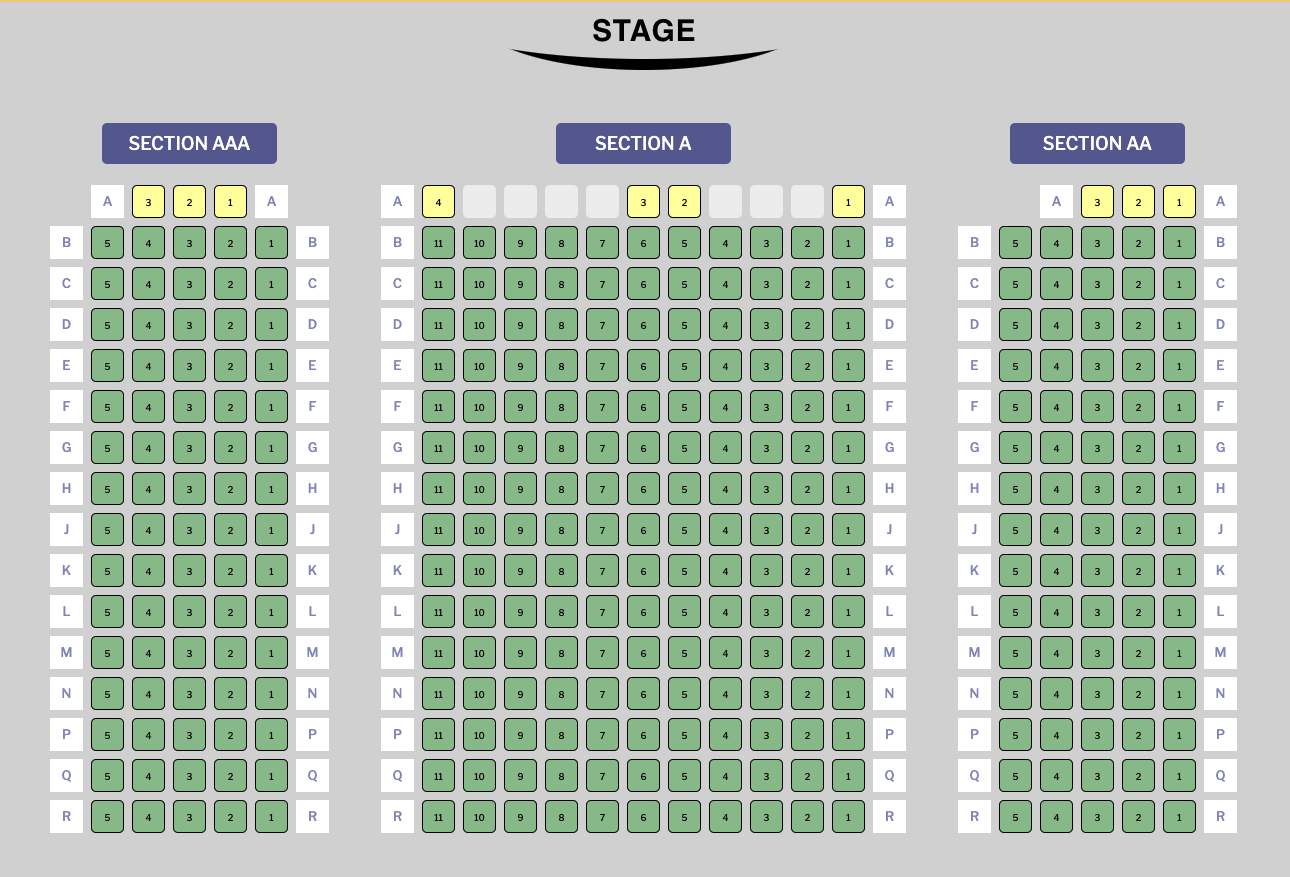 STAGE
SECTION AAA SECTION A SECTION AA
A 3 2 1 A A 4 3 2 1 A A 3 2 1 A
B 5 4 3 2 1 B B 11 10 9 8 7 6 5 4 3 2 1 B B 5 4 3 2 1 B
C 5 4 3 2 1 C C 11 10 9 8 7 6 5 4 3 2 1 C C 5 4 3 2 1 C
D 5 4 3 2 1 D D 11 10 9 8 7 6 5 4 3 2 1 D D 5 4 3 2 1 D
E 5 4 3 2 1 E E 11 10 9 8 7 6 5 4 3 2 1 E E 5 4 3 2 1 E
F 5 4 3 2 1 F F 11 10 9 8 7 6 5 4 3 2 1 F F 5 4 3 2 1 F
G 5 4 3 2 1 G G 11 10 9 8 7 6 5 4 3 2 1 G G 5 4 3 2 1 G
H 5 4 3 2 1 H H 11 10 9 8 7 6 5 4 3 2 1 H H 5 4 3 2 1 H
J 5 4 3 2 1 J J 11 10 9 8 7 6 5 4 3 2 1 J J 5 4 3 2 1 J
K 5 4 3 2 1 K K 11 10 9 8 7 6 5 4 3 2 1 K K 5 4 3 2 1 K
L 5 4 3 2 1 L L 11 10 9 8 7 6 5 4 3 2 1 L L 5 4 3 2 1 L
M 5 4 3 2 1 M M 11 10 9 8 7 6 5 4 3 2 1 M M 5 4 3 2 1 M
N 5 4 3 2 1 N N 11 10 9 8 7 6 5 4 3 2 1 N N 5 4 3 2 1 N
P 5 4 3 2 1 P P 11 10 9 8 7 6 5 4 3 2 1 P P 5 4 3 2 1 P
Q 5 4 3 2 1 Q Q 11 10 9 8 7 6 5 4 3 2 1 Q Q 5 4 3 2 1 Q
R 5 4 3 2 1 R R 11 10 9 8 7 6 5 4 3 2 1 R R 5 4 3 2 1 R